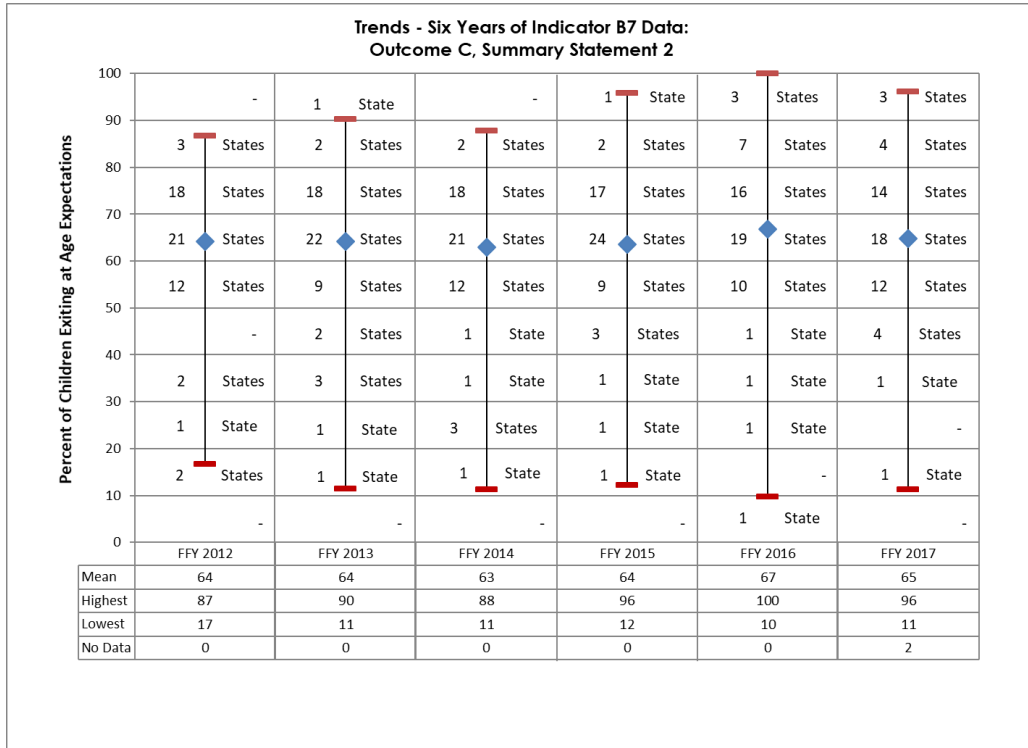 Trends - Six Years of Indicator B7 Data:
Outcome C, Summary Statement 2
Percent of Children Exiting at Age Expectations
100 - 1 State - 1 State 3 States 3 States
90 3 States 2 States 2 States 2 States 7 States 4 States
80 18 States 18 States 18 States 17 States 16 States 14 States
70 21 States 22 States 21 States 24 States 19 States 18 States
60 12 States 9 States 12 States 9 States 10 States 12 States
50 - 2 States 1 State 3 States 1 State 4 States
40 2 States 3 States 1 State 1 State 1 State 1 State
30 1 State 1 State 3 States 1 State 1 State -
20 2 States 1 State 1 State 1 State - 1 State
10 - - - - 1 State -
0
FFY 2012 FFY 2013 FFY 2014 FFY 2015 FFY 2016 FFY 2017
Mean 64 64 63 64 67 65
Highest 87 90 88 96 100 96
Lowest 17 11 11 12 10 11
No Data 0 0 0 0 0 2